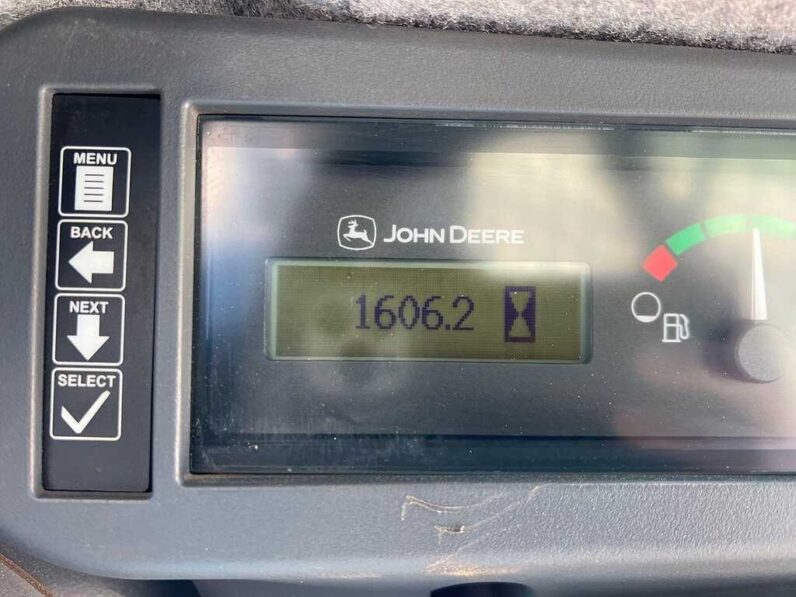 MENU
BACK
NEXT
SELECT
JOHN DEERE
1606.2